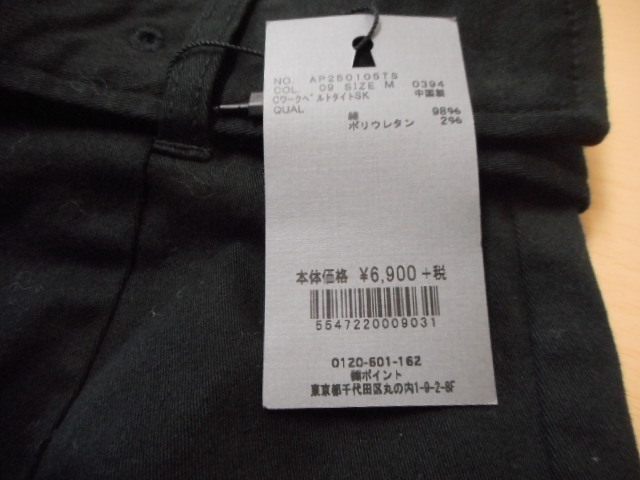 NO. AP250105TS
COL. 09 SIZE M 0394
CワークベルトタイトSK 中国製
QUAL
綿 98%
ポリウレタン 2%
本体価格 ¥6,900 +税
5547220009031
0120-601-162
㈱ポイント
東京都千代田区丸の内1-9-2-8F